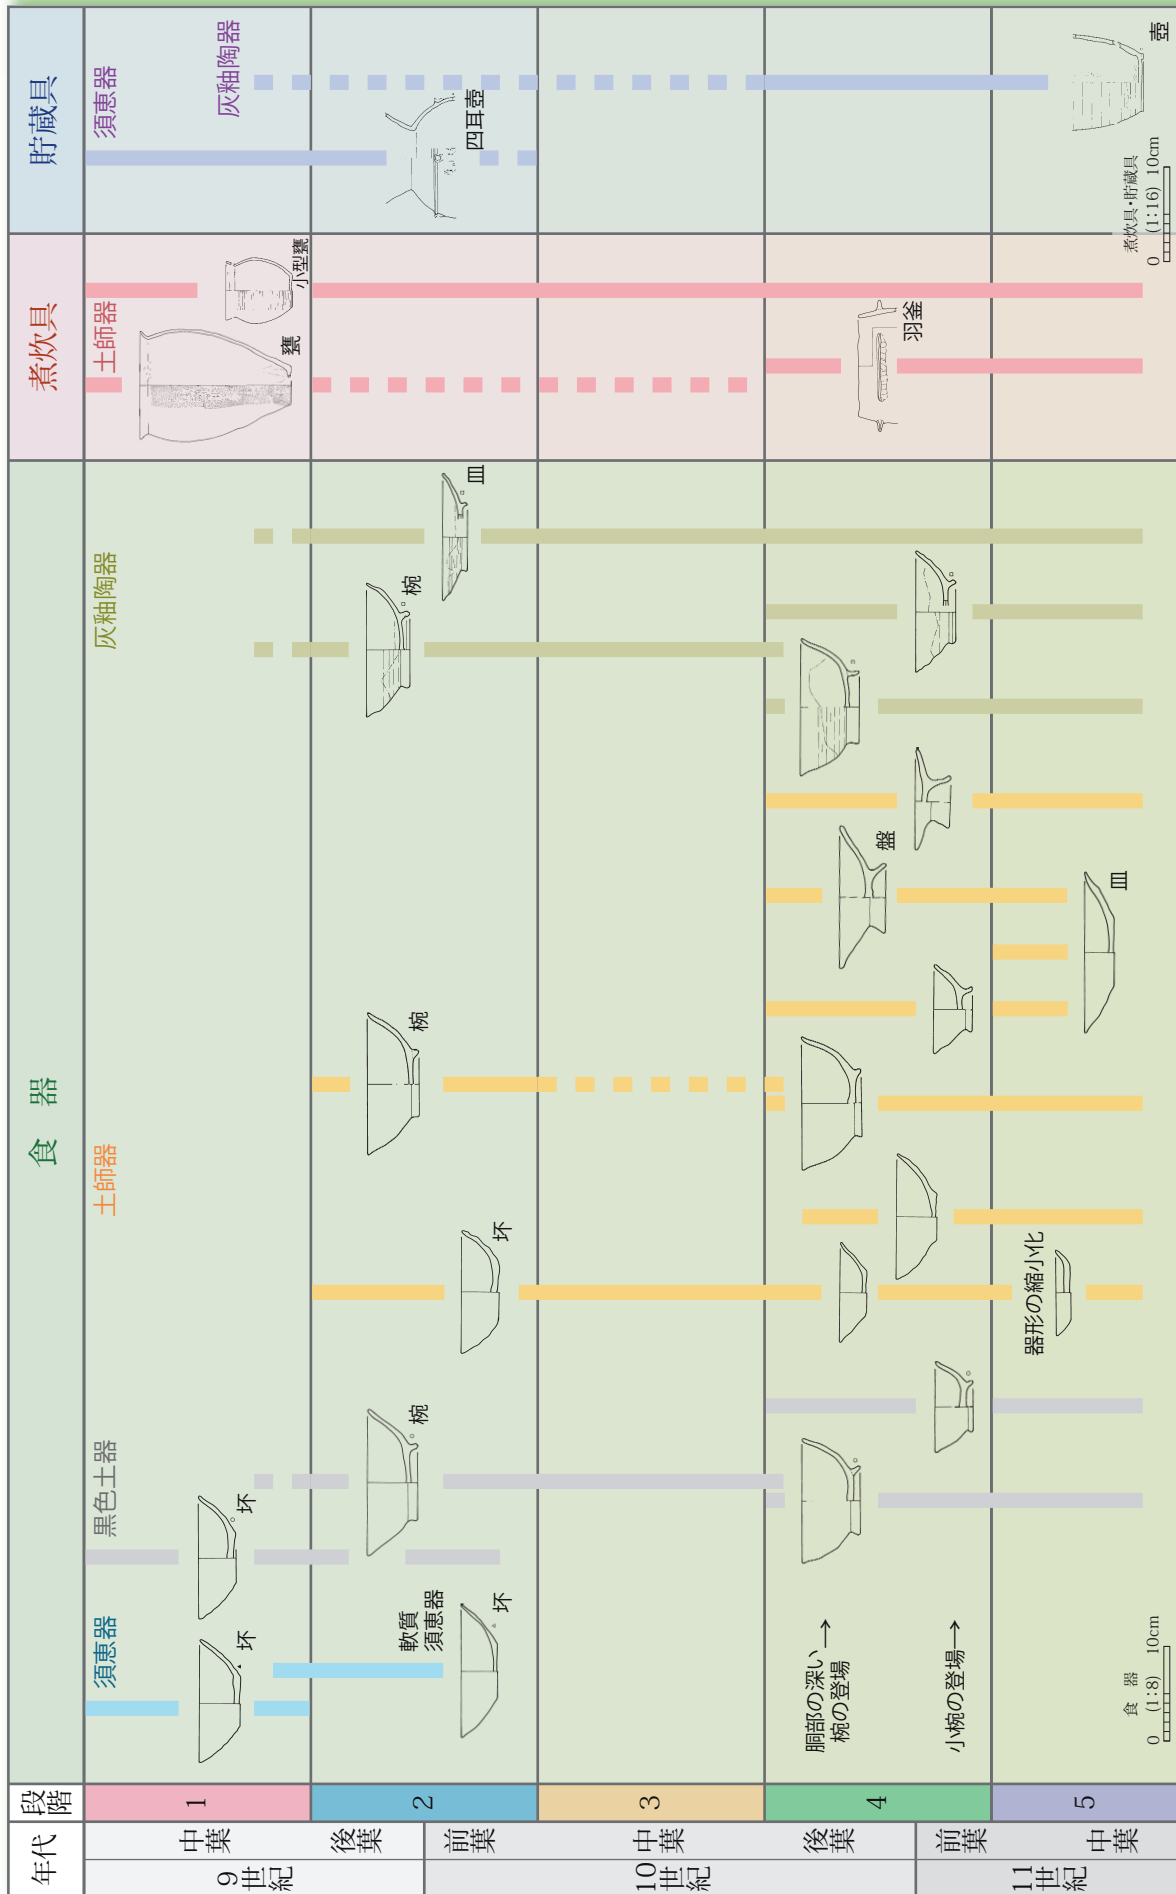 年代
段階
食 器
煮炊具
貯蔵具
須恵器
黒色土器
土師器
灰釉陶器
土師器
須恵器
灰釉陶器
9世紀
中葉
後葉
10世紀
前葉
中葉
後葉
11世紀
前葉
中葉
1
2
3
4
5
坏
坏
甕
小型甕
軟質
須恵器
坏
椀
坏
椀
椀
皿
四耳壺
胴部の深い→
椀の登場
小椀の登場→
盤
羽釜
器形の縮小化
皿
壺
食 器
0 (1:8) 10cm
煮炊具・貯蔵具
0 (1:16) 10cm